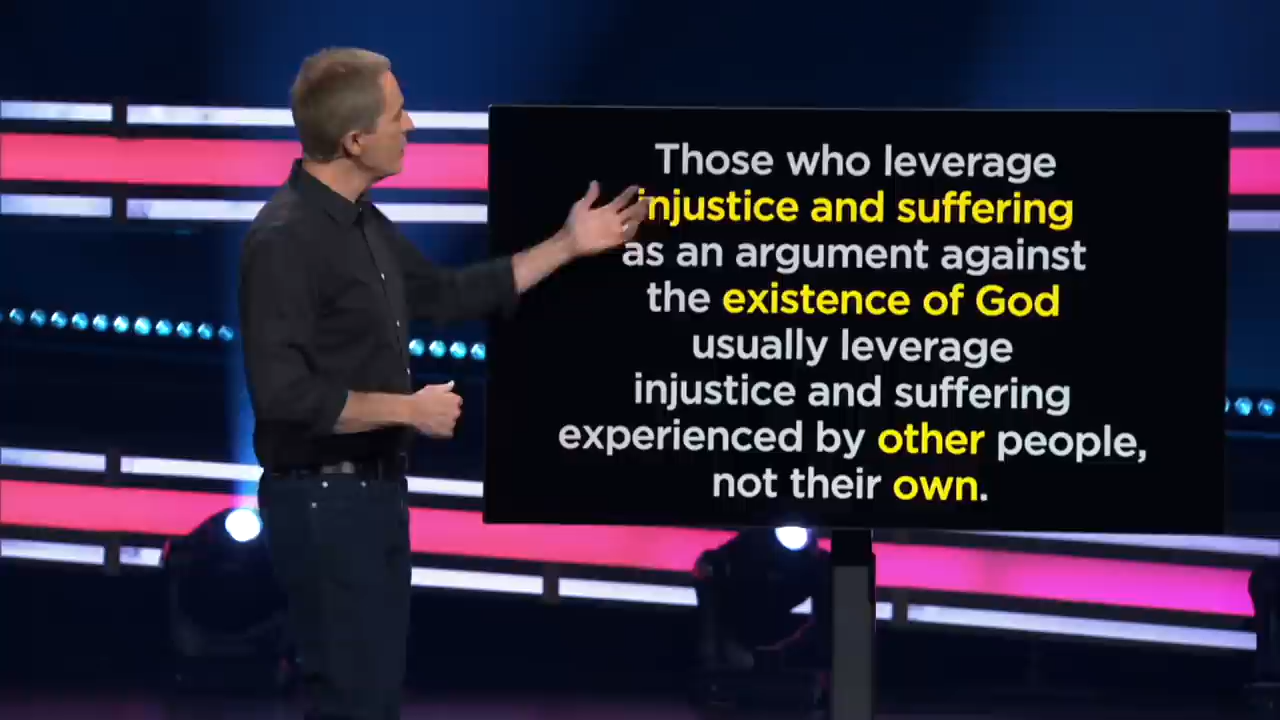 Those who leverage
injustice and suffering
as an argument against
the existence of God
usually leverage
injustice and suffering
experienced by other people,
not their own.